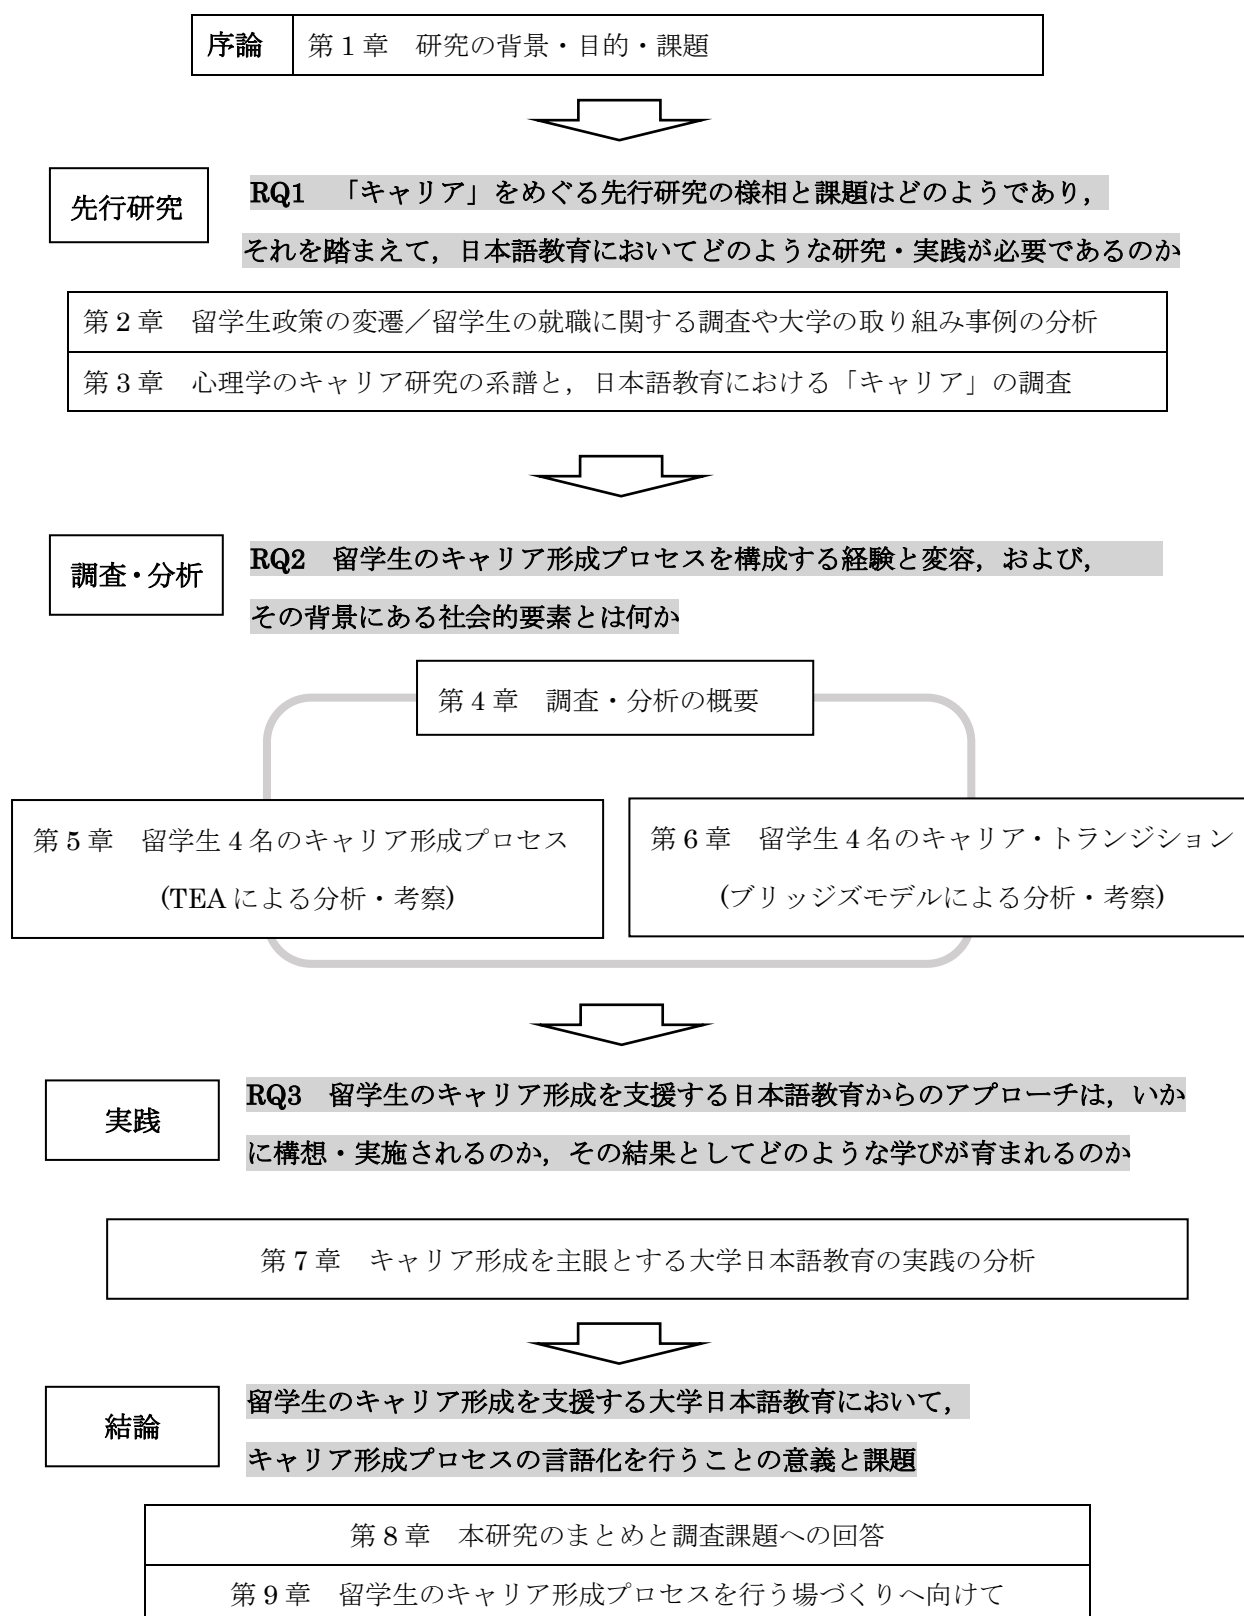 序論 第1章 研究の背景・目的・課題
先行研究
RQ1 「キャリア」をめぐる先行研究の様相と課題はどのようであり，
それを踏まえて，日本語教育においてどのような研究・実践が必要であるのか
第2章 留学生政策の変遷／留学生の就職に関する調査や大学の取り組み事例の分析
第3章 心理学のキャリア研究の系譜と，日本語教育における「キャリア」の調査
調査・分析
RQ2 留学生のキャリア形成プロセスを構成する経験と変容，および，
その背景にある社会的要素とは何か
第4章 調査・分析の概要
第5章 留学生4名のキャリア形成プロセス
(TEAによる分析・考察)
第6章 留学生4名のキャリア・トランジション
(ブリッジズモデルによる分析・考察)
実践
RQ3 留学生のキャリア形成を支援する日本語教育からのアプローチは，いか
に構想・実施されるのか，その結果としてどのような学びが育まれるのか
第7章 キャリア形成を主眼とする大学日本語教育の実践の分析
結論
留学生のキャリア形成を支援する大学日本語教育において，
キャリア形成プロセスの言語化を行うことの意義と課題
第8章 本研究のまとめと調査課題への回答
第9章 留学生のキャリア形成プロセスを行う場づくりへ向けて